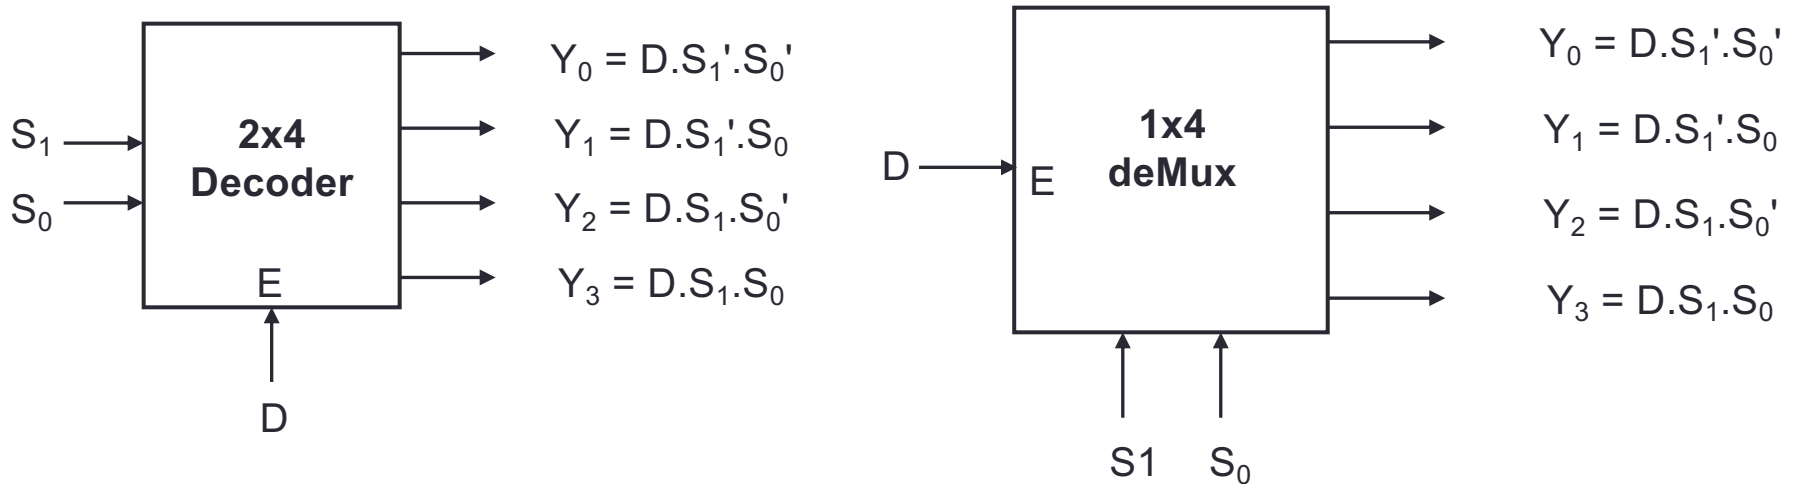 2x4
Decoder
S₁
S₀
E
D
Y₀ = D.S₁'.S₀'
Y₁ = D.S₁'.S₀
Y₂ = D.S₁.S₀'
Y₃ = D.S₁.S₀
1x4
deMux
D
E
S1 S₀
Y₀ = D.S₁'.S₀'
Y₁ = D.S₁'.S₀
Y₂ = D.S₁.S₀'
Y₃ = D.S₁.S₀